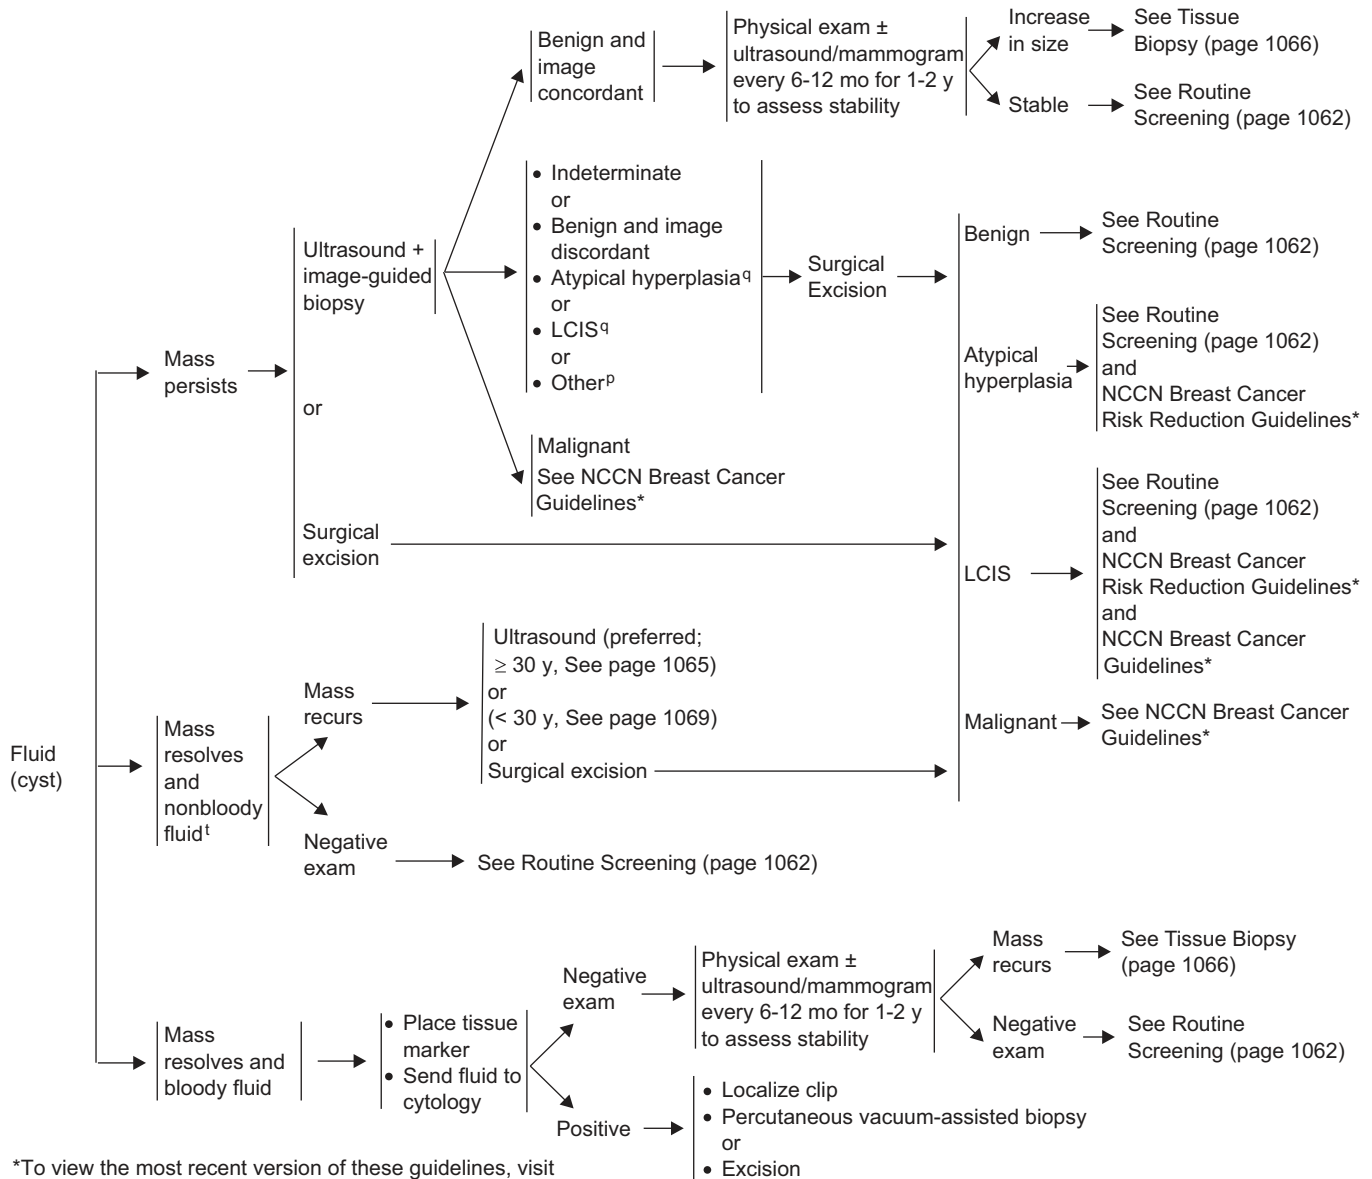 Benign and
image
concordant
Physical exam ±
ultrasound/mammogram
every 6-12 mo for 1-2 y
to assess stability
Increase
in size
See Tissue
Biopsy (page 1066)
Stable
See Routine
Screening (page 1062)
Ultrasound +
image-guided
biopsy
• Indeterminate
or
• Benign and image
discordant
• Atypical hyperplasia^q
or
• LCIS^q
or
• Other^p
Surgical
Excision
Benign
See Routine
Screening (page 1062)
Mass
persists
or
Atypical
hyperplasia
See Routine
Screening (page 1062)
and
NCCN Breast Cancer
Risk Reduction Guidelines*
Malignant
See NCCN Breast Cancer
Guidelines*
Surgical
excision
LCIS
See Routine
Screening (page 1062)
and
NCCN Breast Cancer
Risk Reduction Guidelines*
and
NCCN Breast Cancer
Guidelines*
Malignant
See NCCN Breast Cancer
Guidelines*
Fluid
(cyst)
Mass
resolves
and
nonbloody
fluid^t
Mass
recurs
Ultrasound (preferred;
≥ 30 y, See page 1065)
or
(< 30 y, See page 1069)
or
Surgical excision
Negative
exam
See Routine Screening (page 1062)
Mass
resolves and
bloody fluid
• Place tissue
marker
• Send fluid to
cytology
Negative
exam
Physical exam ±
ultrasound/mammogram
every 6-12 mo for 1-2 y
to assess stability
Mass
recurs
See Tissue Biopsy
(page 1066)
Negative
exam
See Routine
Screening (page 1062)
Positive
• Localize clip
• Percutaneous vacuum-assisted biopsy
or
• Excision
*To view the most recent version of these guidelines, visit